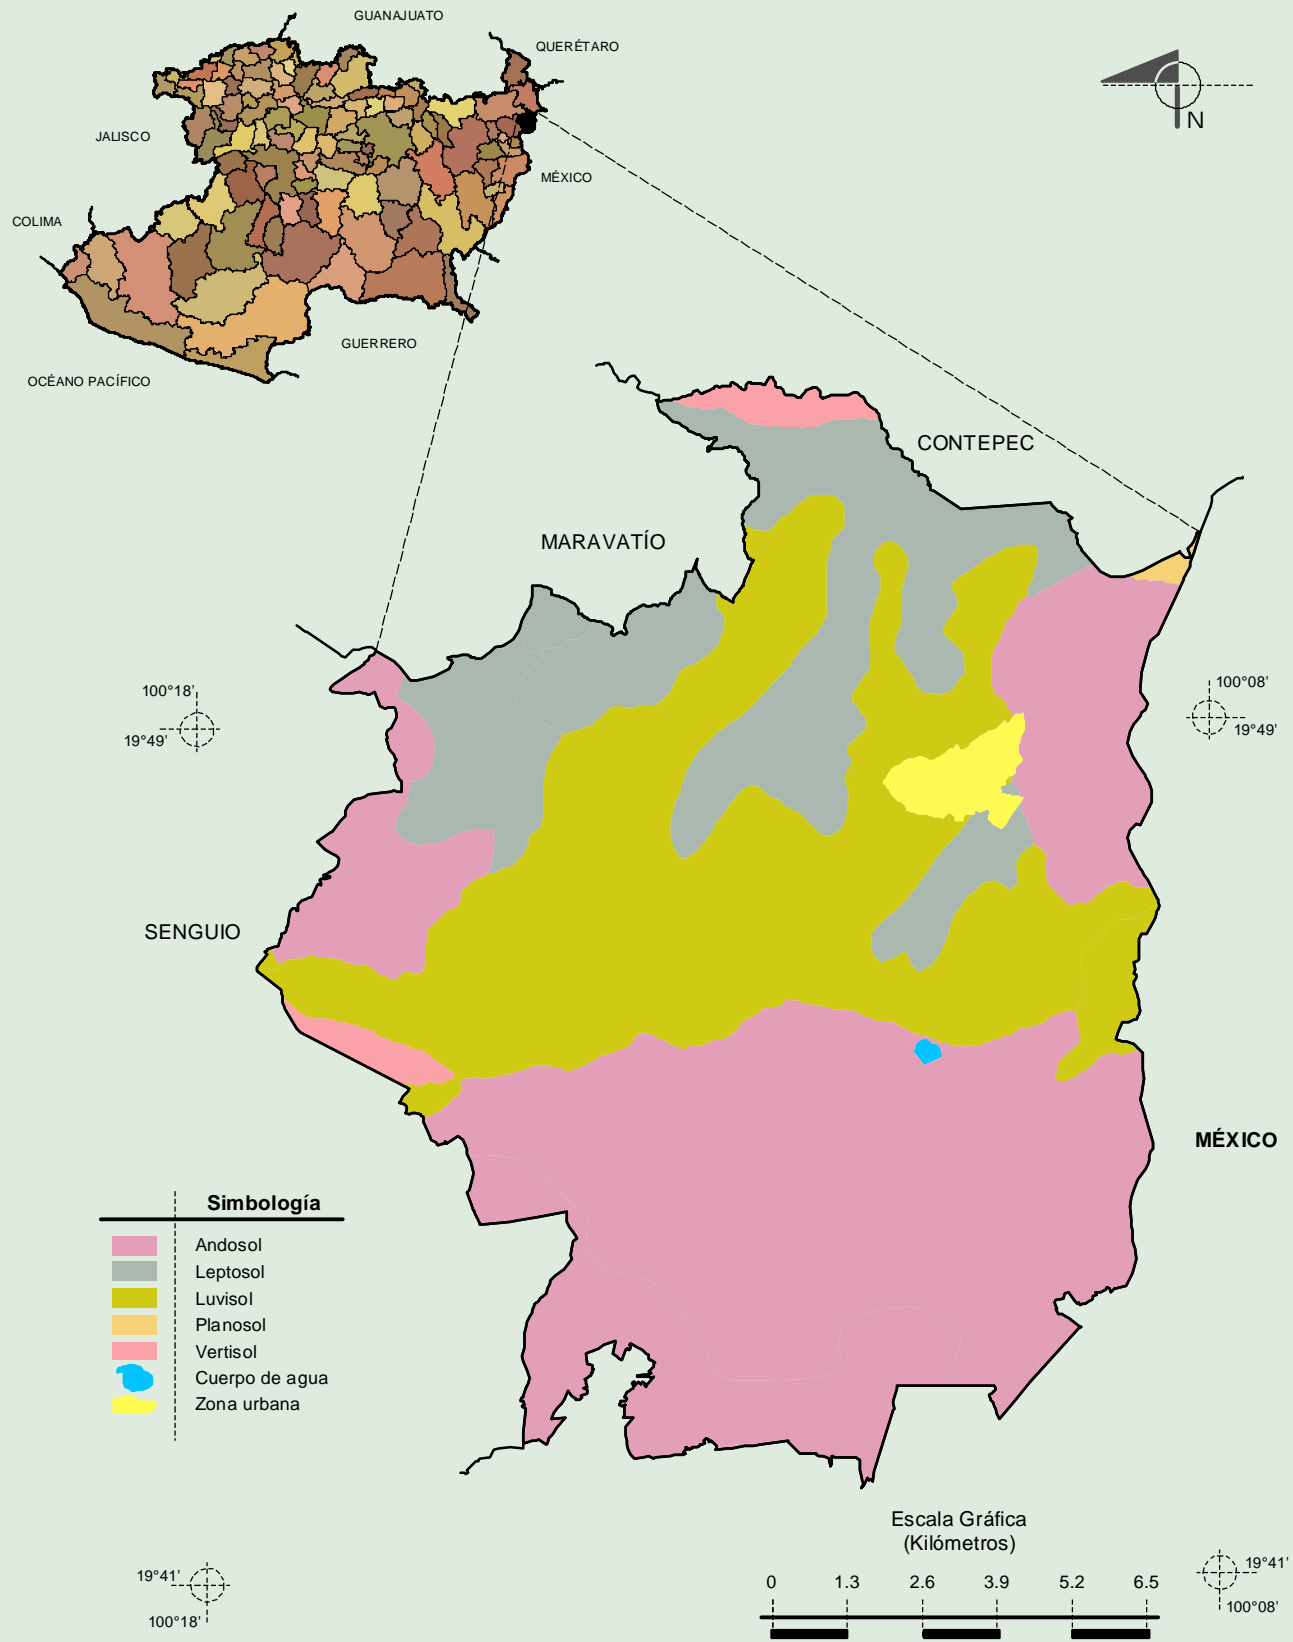 GUANAJUATO
QUERÉTARO
JALISCO
MÉXICO
COLIMA
GUERRERO
OCÉANO PACÍFICO
N
CONTEPEC
MARAVATÍO
100°18'
19°49'
100°08'
19°49'
SENGUIO
MÉXICO
Simbología
Andosol
Leptosol
Luvisol
Planosol
Vertisol
Cuerpo de agua
Zona urbana
Escala Gráfica
(Kilómetros)
0 1.3 2.6 3.9 5.2 6.5
19°41'
100°18'
19°41'
100°08'